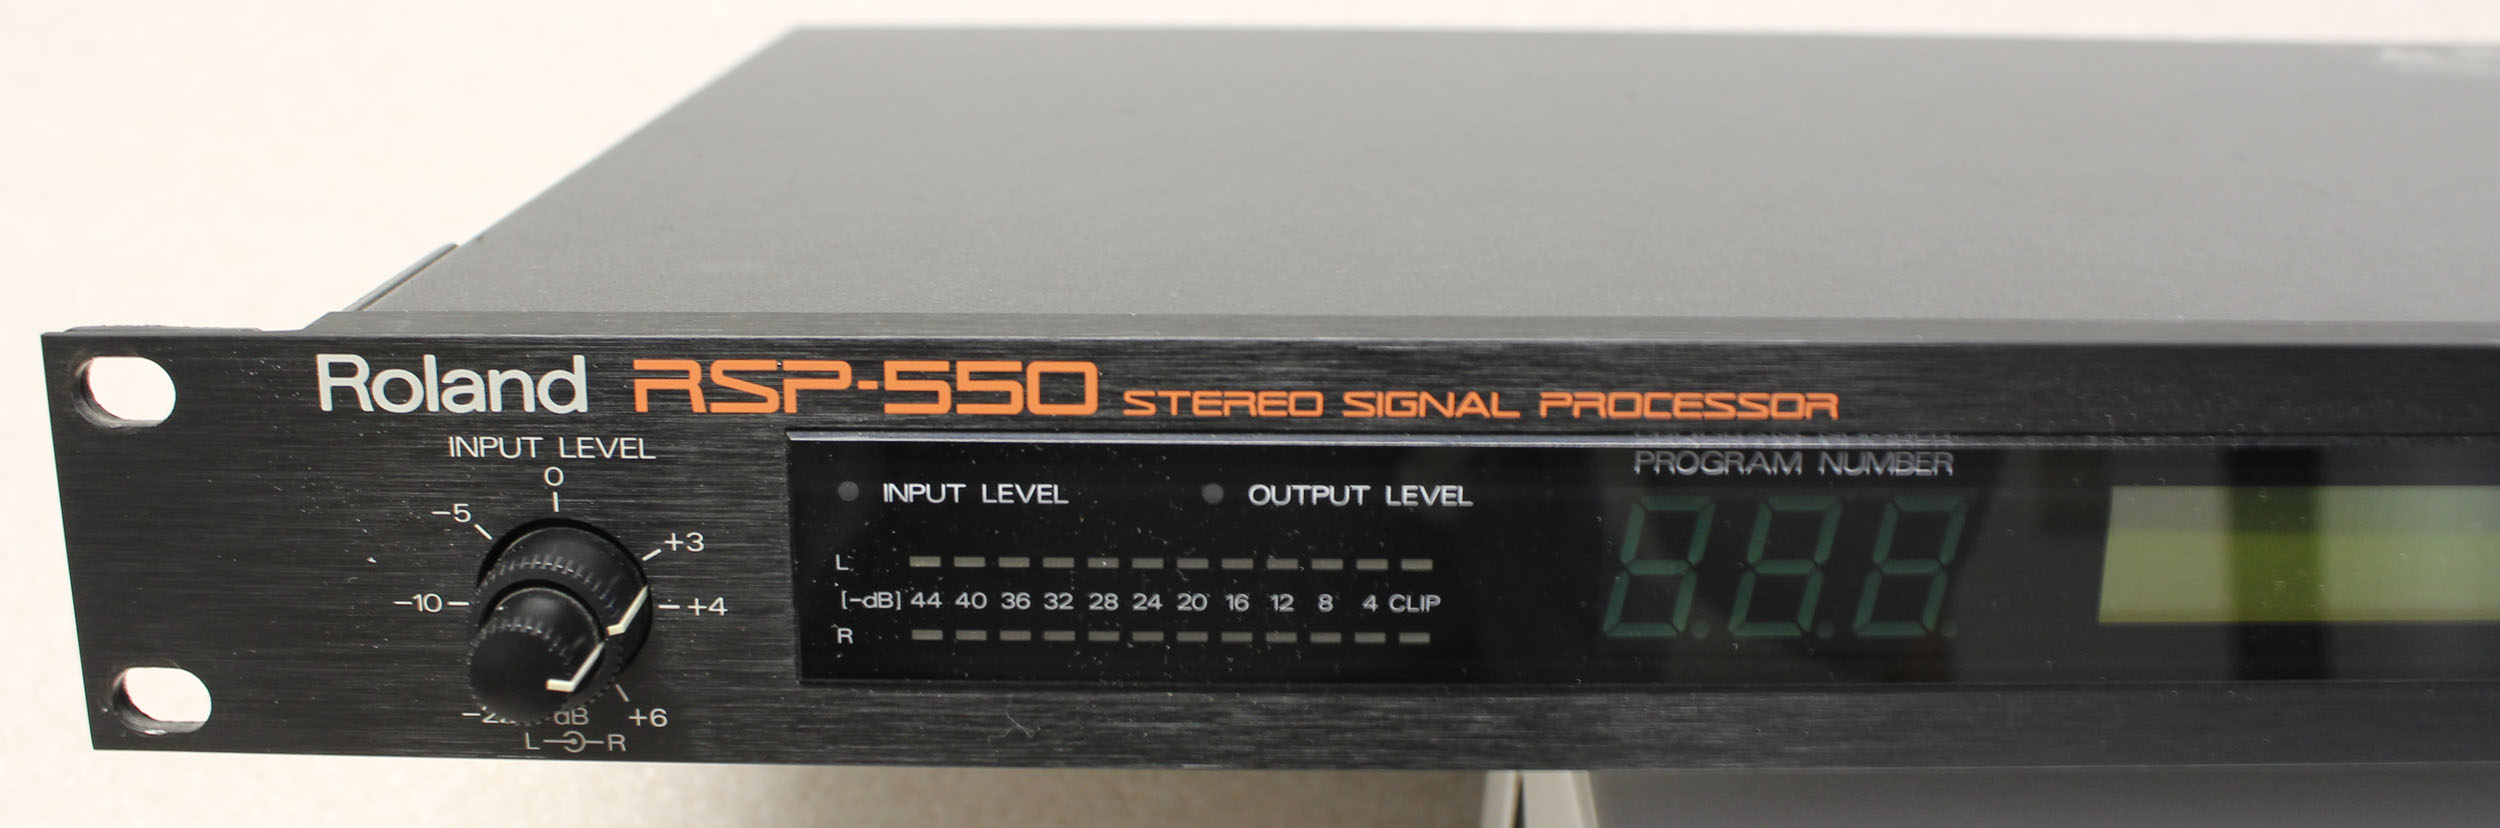 Roland RSP-550 STEREO SIGNAL PROCESSOR
INPUT LEVEL
0
-5 +3
-10 +4
dB +6
L R
INPUT LEVEL OUTPUT LEVEL
L
[-dB] 44 40 36 32 28 24 20 16 12 8 4 CLIP
R
PROGRAM NUMBER